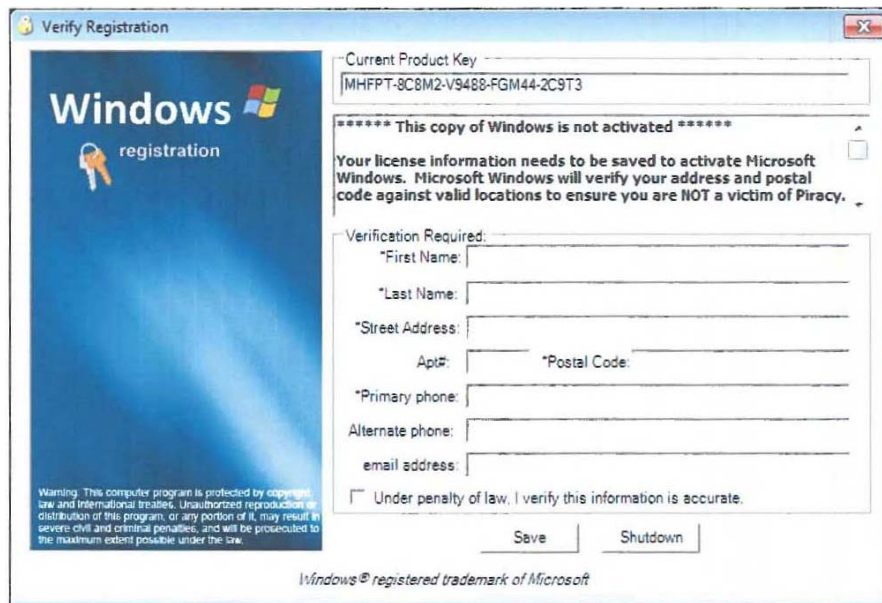 Verify Registration
Windows
registration
Current Product Key
MHFPT-8C8M2-V9488-FGM44-2C9T3
****** This copy of Windows is not activated ******
Your license information needs to be saved to activate Microsoft
Windows. Microsoft Windows will verify your address and postal
code against valid locations to ensure you are NOT a victim of Piracy.
Verification Required:
*First Name:
*Last Name:
*Street Address:
Apt#: *Postal Code:
*Primary phone:
Alternate phone:
email address:
Under penalty of law, I verify this information is accurate.
Warning: This computer program is protected by copyright
law and international treaties. Unauthorized reproduction or
distribution of this program, or any portion of it, may result in
severe civil and criminal penalties, and will be prosecuted to
the maximum extent possible under the law.
Save Shutdown
Windows® registered trademark of Microsoft